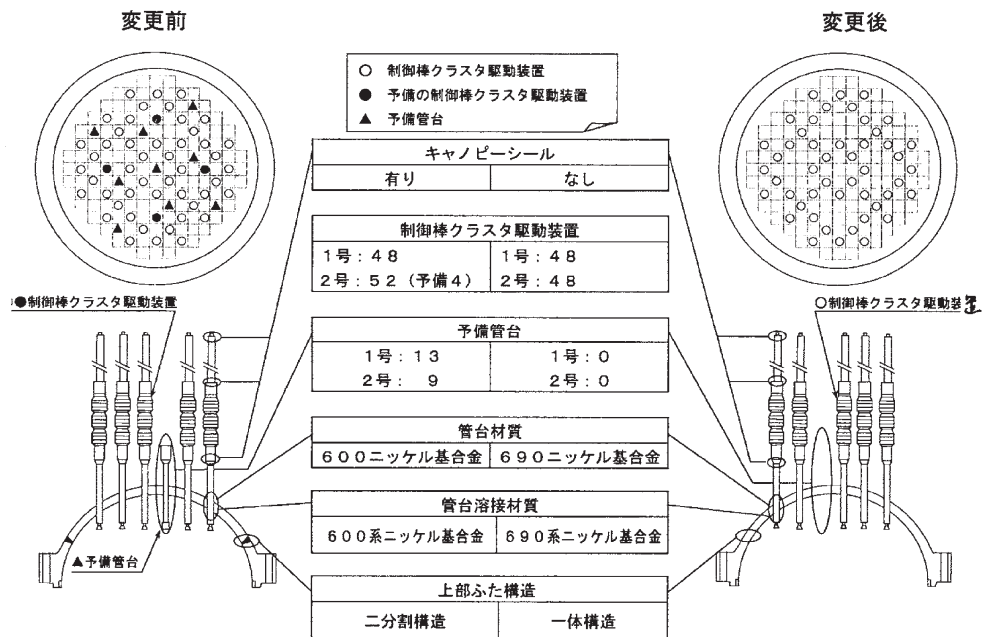 変更前
変更後
○ 制御棒クラスタ駆動装置
● 予備の制御棒クラスタ駆動装置
▲ 予備管台
キャノピーシール
有り なし
制御棒クラスタ駆動装置
1号：48 1号：48
2号：52（予備4） 2号：48
●制御棒クラスタ駆動装置
○制御棒クラスタ駆動装置
予備管台
1号：13 1号：0
2号： 9 2号：0
管台材質
600ニッケル基合金 690ニッケル基合金
管台溶接材質
600系ニッケル基合金 690系ニッケル基合金
▲予備管台
上部ふた構造
二分割構造 一体構造